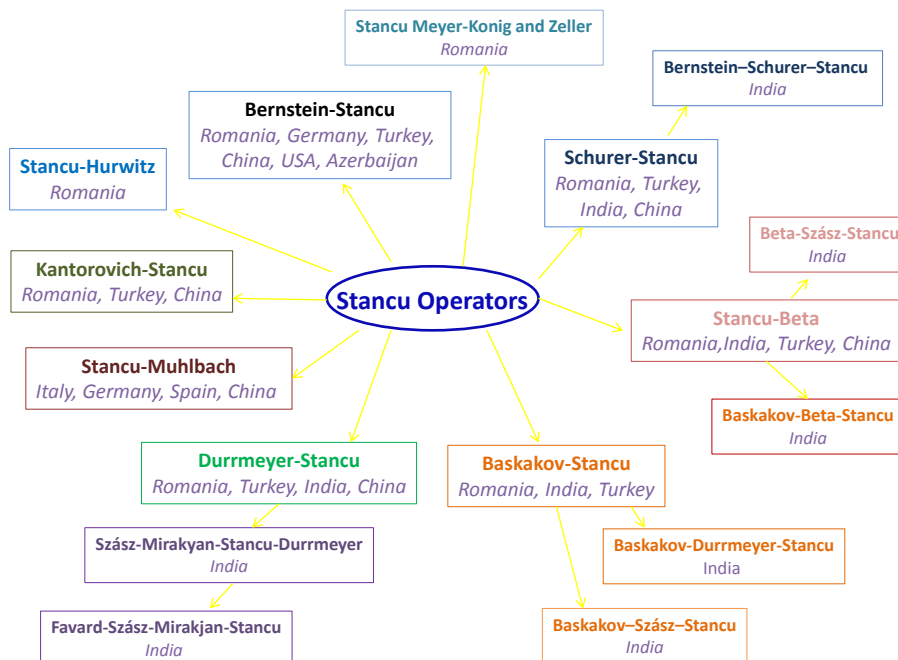 Stancu Meyer-Konig and Zeller
Romania
Bernstein–Schurer–Stancu
India
Bernstein-Stancu
Romania, Germany, Turkey,
China, USA, Azerbaijan
Schurer-Stancu
Romania, Turkey,
India, China
Stancu-Hurwitz
Romania
Beta-Szász-Stancu
India
Kantorovich-Stancu
Romania, Turkey, China
Stancu Operators
Stancu-Beta
Romania,India, Turkey, China
Stancu-Muhlbach
Italy, Germany, Spain, China
Baskakov-Beta-Stancu
India
Durrmeyer-Stancu
Romania, Turkey, India, China
Baskakov-Stancu
Romania, India, Turkey
Szász-Mirakyan-Stancu-Durrmeyer
India
Baskakov-Durrmeyer-Stancu
India
Favard-Szász-Mirakjan-Stancu
India
Baskakov–Szász–Stancu
India